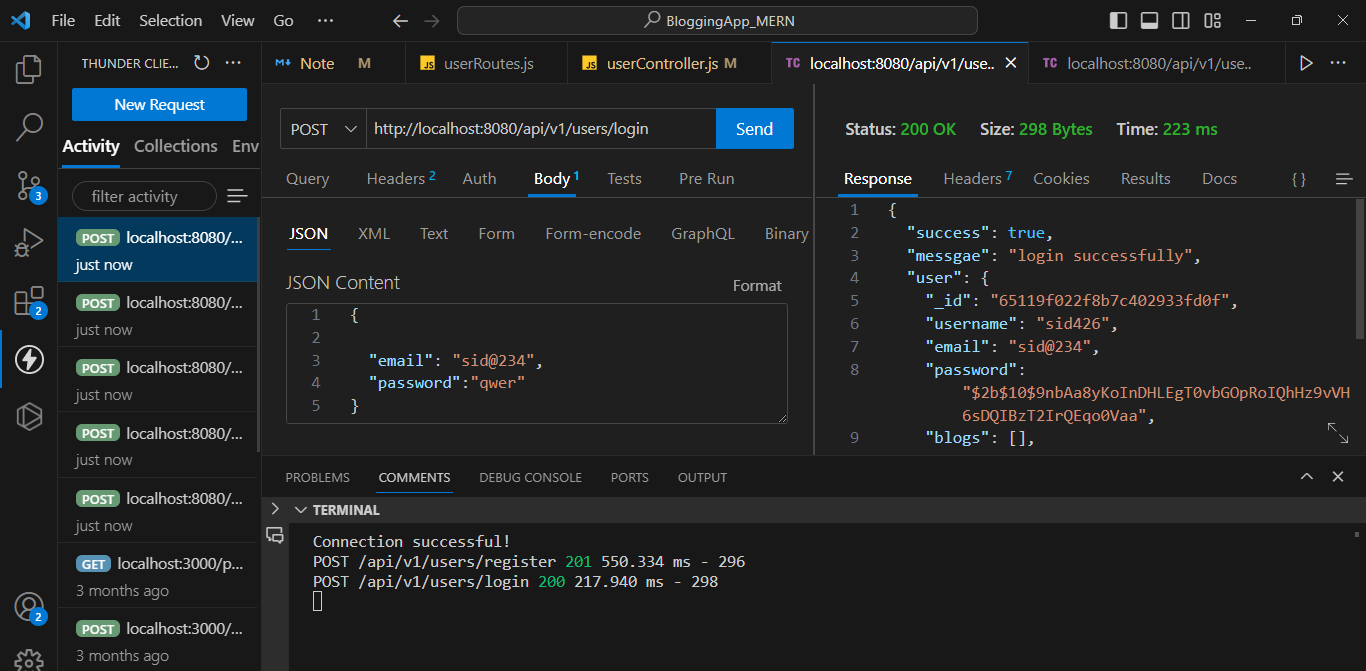 File Edit Selection View Go ··· BloggingApp_MERN
THUNDER CLIE... ···
New Request
Activity Collections Env
filter activity
POST localhost:8080/...
just now
POST localhost:8080/...
just now
POST localhost:8080/...
just now
POST localhost:8080/...
just now
POST localhost:8080/...
just now
GET localhost:3000/p...
3 months ago
POST localhost:3000/...
3 months ago
3
2
2
Note M JS userRoutes.js JS userController.js M TC localhost:8080/api/v1/use.. TC localhost:8080/api/v1/use.. ···
POST http://localhost:8080/api/v1/users/login Send
Query Headers 2 Auth Body 1 Tests Pre Run
JSON XML Text Form Form-encode GraphQL Binary
JSON Content Format
1 {
2
3 "email": "sid@234",
4 "password":"qwer"
5 }
Status: 200 OK Size: 298 Bytes Time: 223 ms
Response Headers 7 Cookies Results Docs { }
1 {
2 "success": true,
3 "messgae": "login successfully",
4 "user": {
5 "_id": "65119f022f8b7c402933fd0f",
6 "username": "sid426",
7 "email": "sid@234",
8 "password":
"$2b$10$9nbAa8yKoInDHLEgT0vbGOpRoIQhHz9vVH
6sDQIBzT2IrQEqo0Vaa",
9 "blogs": [],
PROBLEMS COMMENTS DEBUG CONSOLE PORTS OUTPUT
TERMINAL
Connection successful!
POST /api/v1/users/register 201 550.334 ms - 296
POST /api/v1/users/login 200 217.940 ms - 298